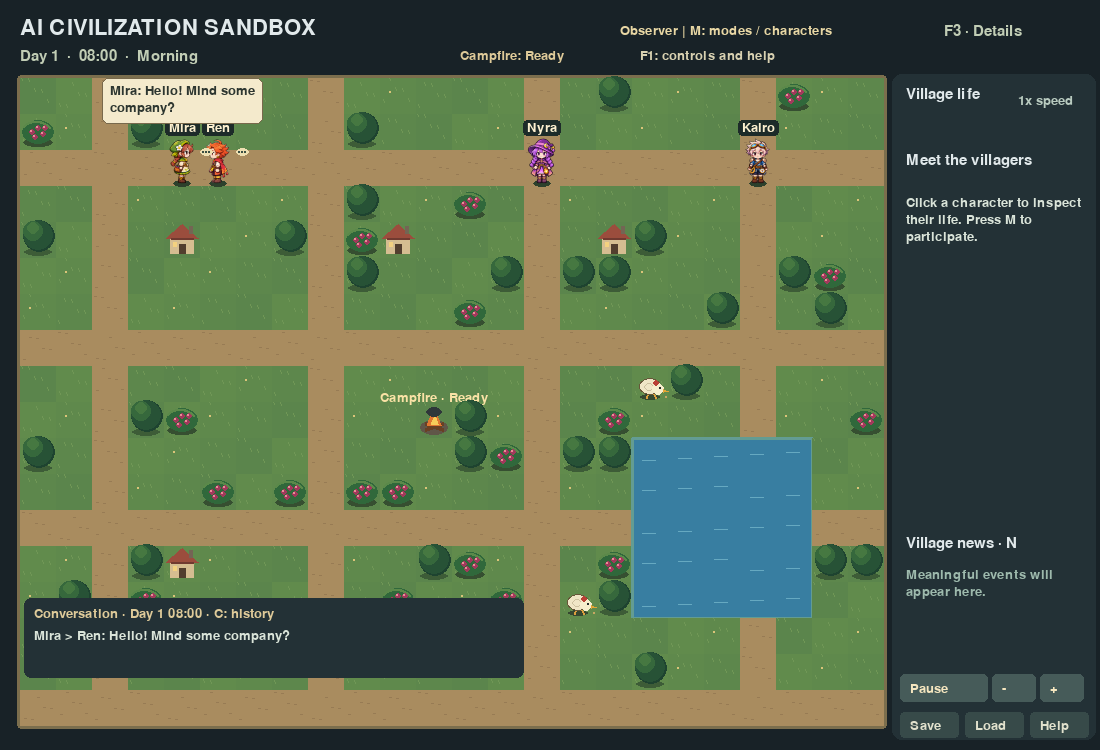 AI CIVILIZATION SANDBOX
Observer | M: modes / characters
F3 · Details
Day 1 · 08:00 · Morning
Campfire: Ready
F1: controls and help
Mira: Hello! Mind some
company?
Mira
Ren
Nyra
Kairo
Village life
1x speed
Meet the villagers
Click a character to inspect
their life. Press M to
participate.
Campfire · Ready
Village news · N
Meaningful events will
appear here.
Conversation · Day 1 08:00 · C: history
Mira > Ren: Hello! Mind some company?
Pause
-
+
Save
Load
Help